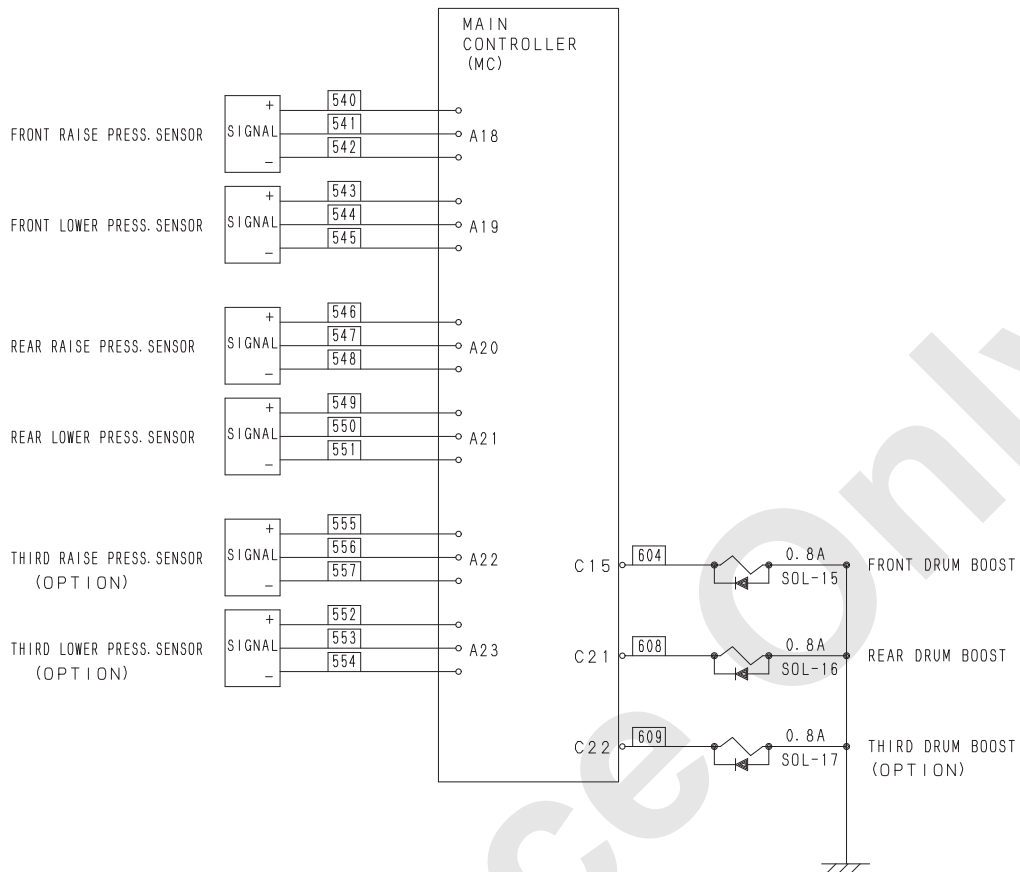 MAIN
CONTROLLER
(MC)
FRONT RAISE PRESS. SENSOR
+
SIGNAL
-
540
541
542
A18
FRONT LOWER PRESS. SENSOR
+
SIGNAL
-
543
544
545
A19
REAR RAISE PRESS. SENSOR
+
SIGNAL
-
546
547
548
A20
REAR LOWER PRESS. SENSOR
+
SIGNAL
-
549
550
551
A21
THIRD RAISE PRESS. SENSOR
(OPTION)
+
SIGNAL
-
555
556
557
A22
THIRD LOWER PRESS. SENSOR
(OPTION)
+
SIGNAL
-
552
553
554
A23
C15
604
0.8A
SOL-15
FRONT DRUM BOOST
C21
608
0.8A
SOL-16
REAR DRUM BOOST
C22
609
0.8A
SOL-17
THIRD DRUM BOOST
(OPTION)
ce Only